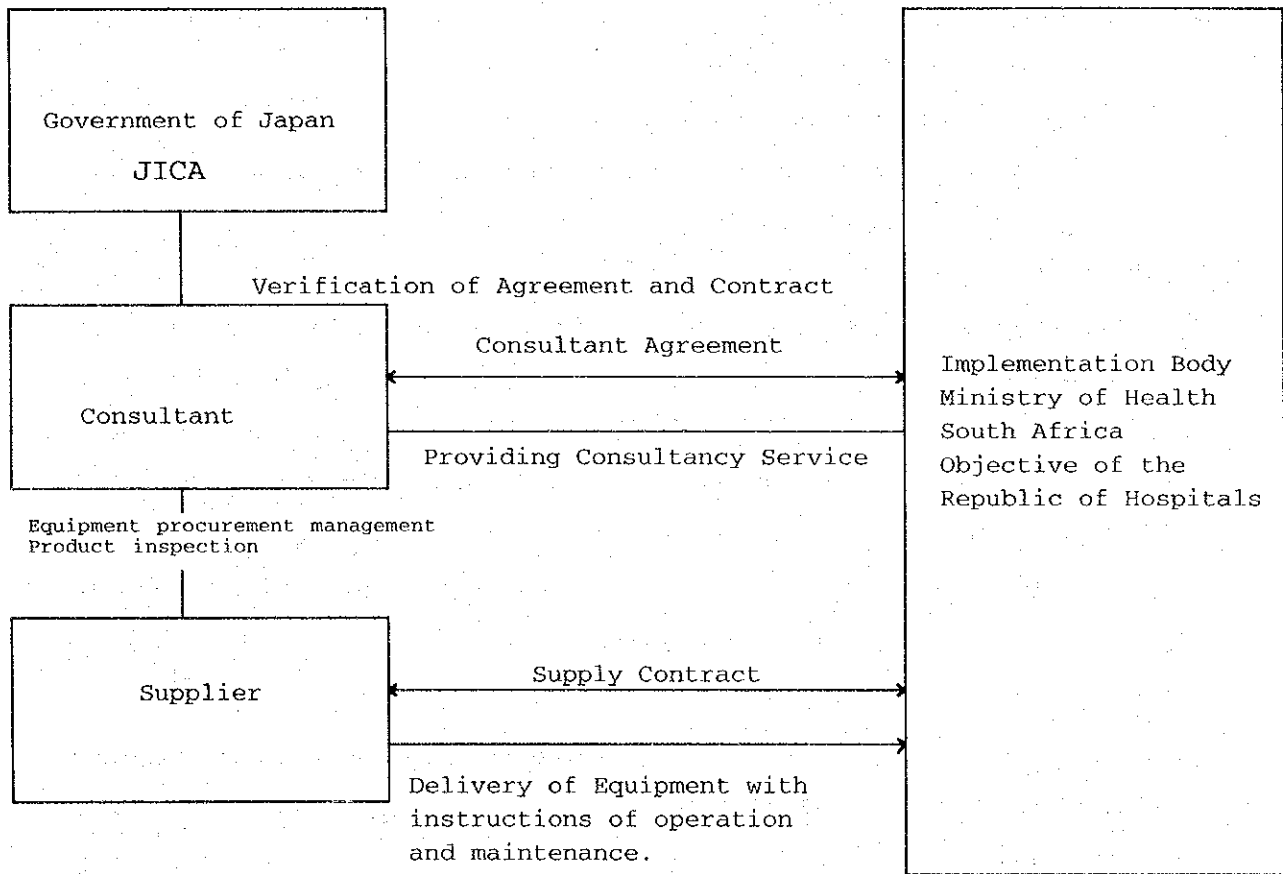 Government of Japan
JICA
Verification of Agreement and Contract
Consultant Agreement
Consultant
Providing Consultancy Service
Equipment procurement management
Product inspection
Supply Contract
Supplier
Delivery of Equipment with
instructions of operation
and maintenance.
Implementation Body
Ministry of Health
South Africa
Objective of the
Republic of Hospitals